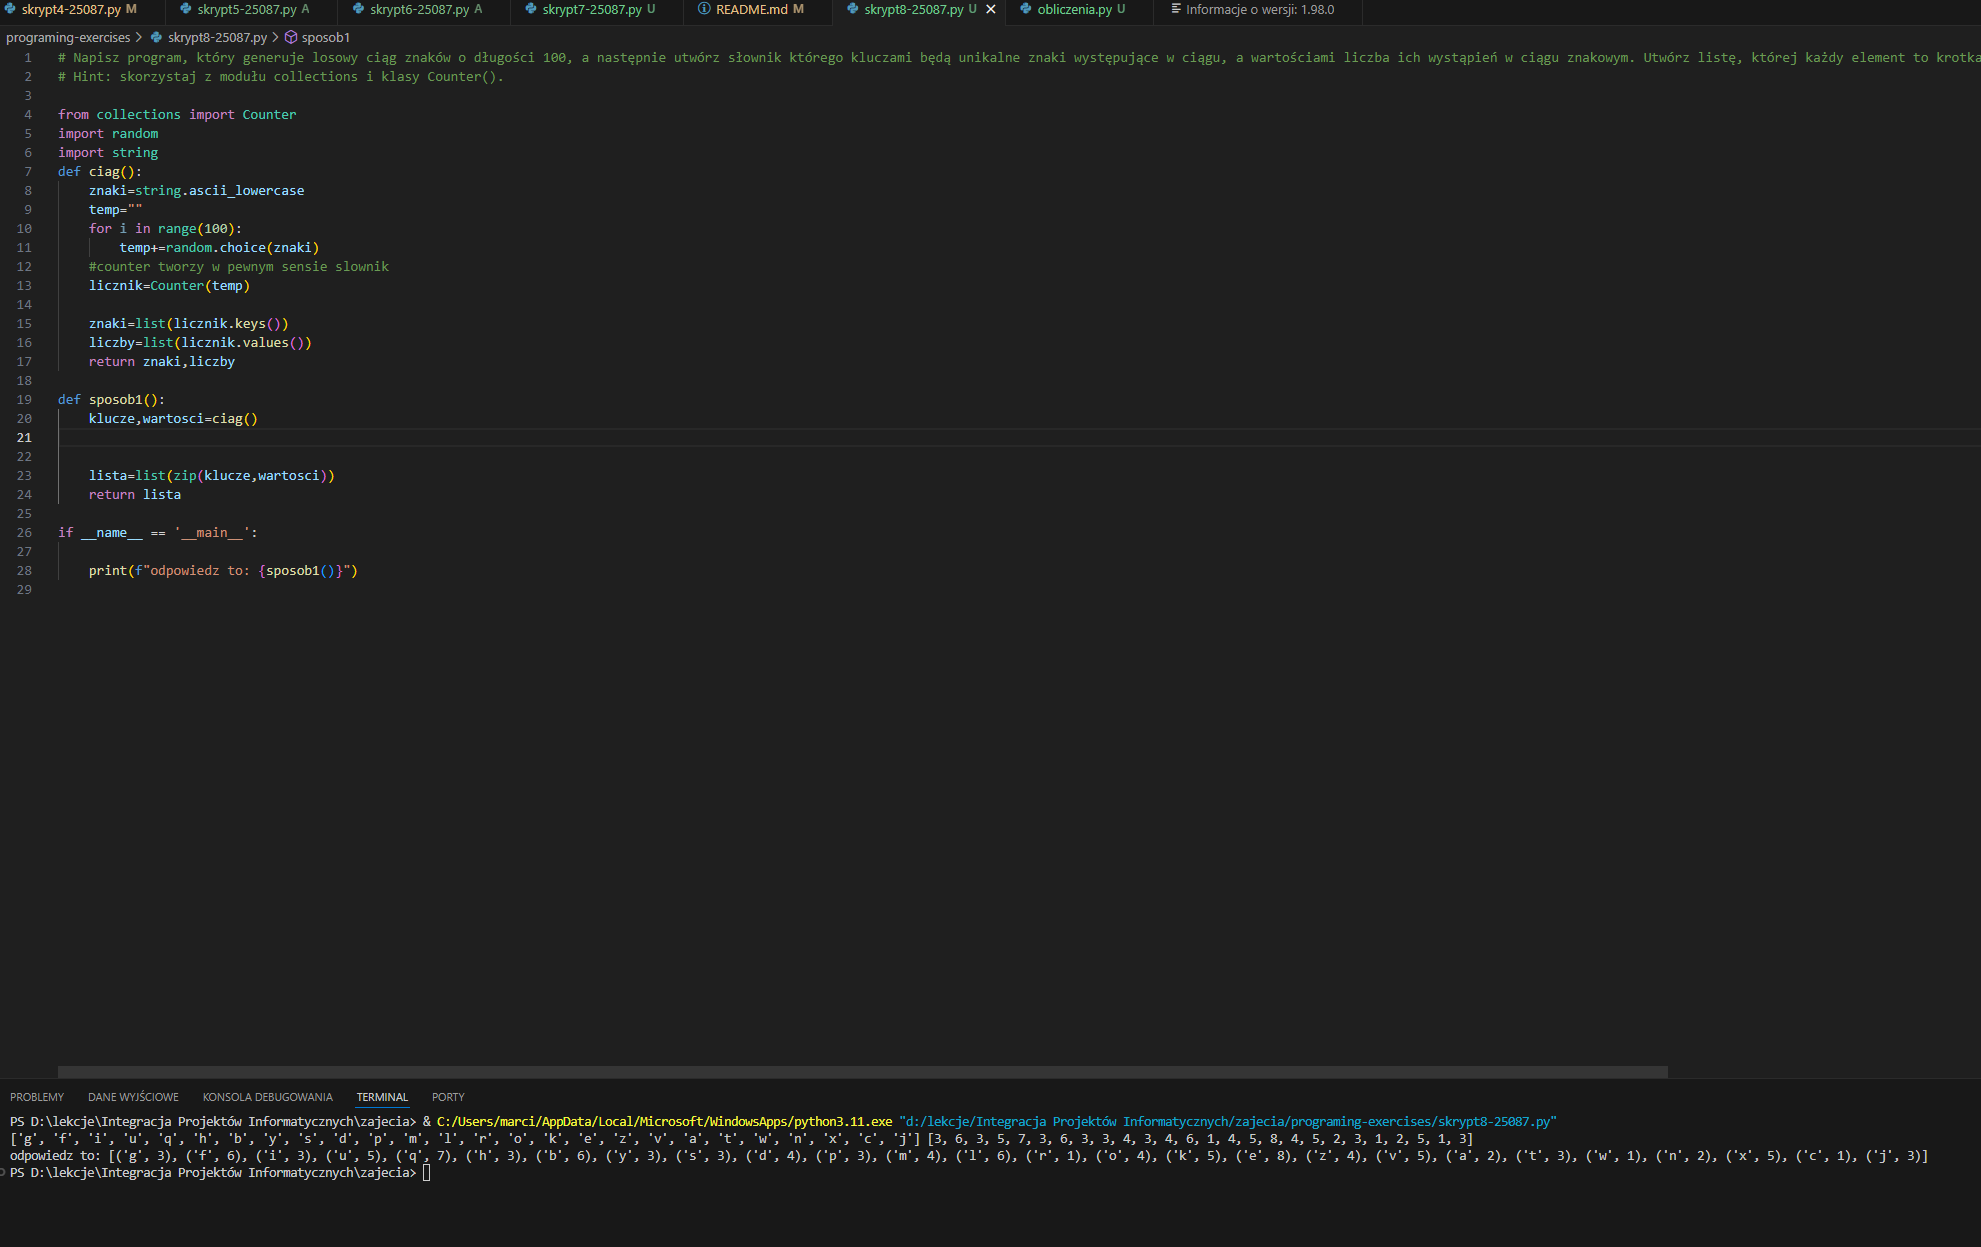 skrypt4-25087.py M skrypt5-25087.py A skrypt6-25087.py A skrypt7-25087.py U README.md M skrypt8-25087.py U obliczenia.py U Informacje o wersji: 1.98.0
programing-exercises > skrypt8-25087.py > sposob1
1 # Napisz program, który generuje losowy ciąg znaków o długości 100, a następnie utwórz słownik którego kluczami będą unikalne znaki występujące w ciągu, a wartościami liczba ich wystąpień w ciągu znakowym. Utwórz listę, której każdy element to krotka
2 # Hint: skorzystaj z modułu collections i klasy Counter().
3
4 from collections import Counter
5 import random
6 import string
7 def ciag():
8     znaki=string.ascii_lowercase
9     temp=""
10     for i in range(100):
11         temp+=random.choice(znaki)
12     #counter tworzy w pewnym sensie slownik
13     licznik=Counter(temp)
14
15     znaki=list(licznik.keys())
16     liczby=list(licznik.values())
17     return znaki,liczby
18
19 def sposob1():
20     klucze,wartosci=ciag()
21
22
23     lista=list(zip(klucze,wartosci))
24     return lista
25
26 if __name__ == '__main__':
27
28     print(f"odpowiedz to: {sposob1()}")
29
PROBLEMY DANE WYJŚCIOWE KONSOLA DEBUGOWANIA TERMINAL PORTY
PS D:\lekcje\Integracja Projektów Informatycznych\zajecia> & C:/Users/marci/AppData/Local/Microsoft/WindowsApps/python3.11.exe "d:/lekcje/Integracja Projektów Informatycznych/zajecia/programing-exercises/skrypt8-25087.py"
['g', 'f', 'i', 'u', 'q', 'h', 'b', 'y', 's', 'd', 'p', 'm', 'l', 'r', 'o', 'k', 'e', 'z', 'v', 'a', 't', 'w', 'n', 'x', 'c', 'j'] [3, 6, 3, 5, 7, 3, 6, 3, 3, 4, 3, 4, 6, 1, 4, 5, 8, 4, 5, 2, 3, 1, 2, 5, 1, 3]
odpowiedz to: [('g', 3), ('f', 6), ('i', 3), ('u', 5), ('q', 7), ('h', 3), ('b', 6), ('y', 3), ('s', 3), ('d', 4), ('p', 3), ('m', 4), ('l', 6), ('r', 1), ('o', 4), ('k', 5), ('e', 8), ('z', 4), ('v', 5), ('a', 2), ('t', 3), ('w', 1), ('n', 2), ('x', 5), ('c', 1), ('j', 3)]
PS D:\lekcje\Integracja Projektów Informatycznych\zajecia>